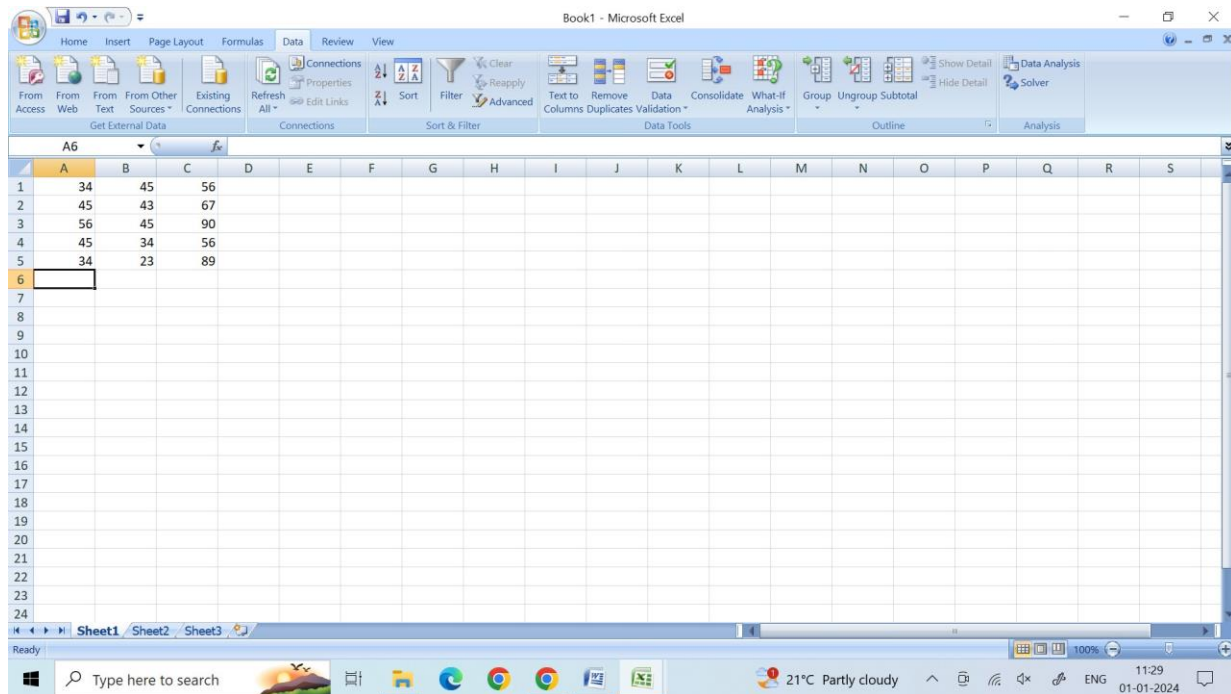 Book1 - Microsoft Excel
Home Insert Page Layout Formulas Data Review View
From Access
From Web
From Text
From Other Sources
Existing Connections
Get External Data
Refresh All
Connections
Properties
Edit Links
Connections
Sort
Filter
Clear
Reapply
Advanced
Sort & Filter
Text to Columns
Remove Duplicates
Data Validation
Consolidate
What-If Analysis
Data Tools
Group
Ungroup
Subtotal
Show Detail
Hide Detail
Outline
Data Analysis
Solver
Analysis
A6 fx
A B C D E F G H I J K L M N O P Q R S
1 34 45 56
2 45 43 67
3 56 45 90
4 45 34 56
5 34 23 89
6
7
8
9
10
11
12
13
14
15
16
17
18
19
20
21
22
23
24
Sheet1 Sheet2 Sheet3
Ready 100%
Type here to search 21°C Partly cloudy ENG 11:29
01-01-2024